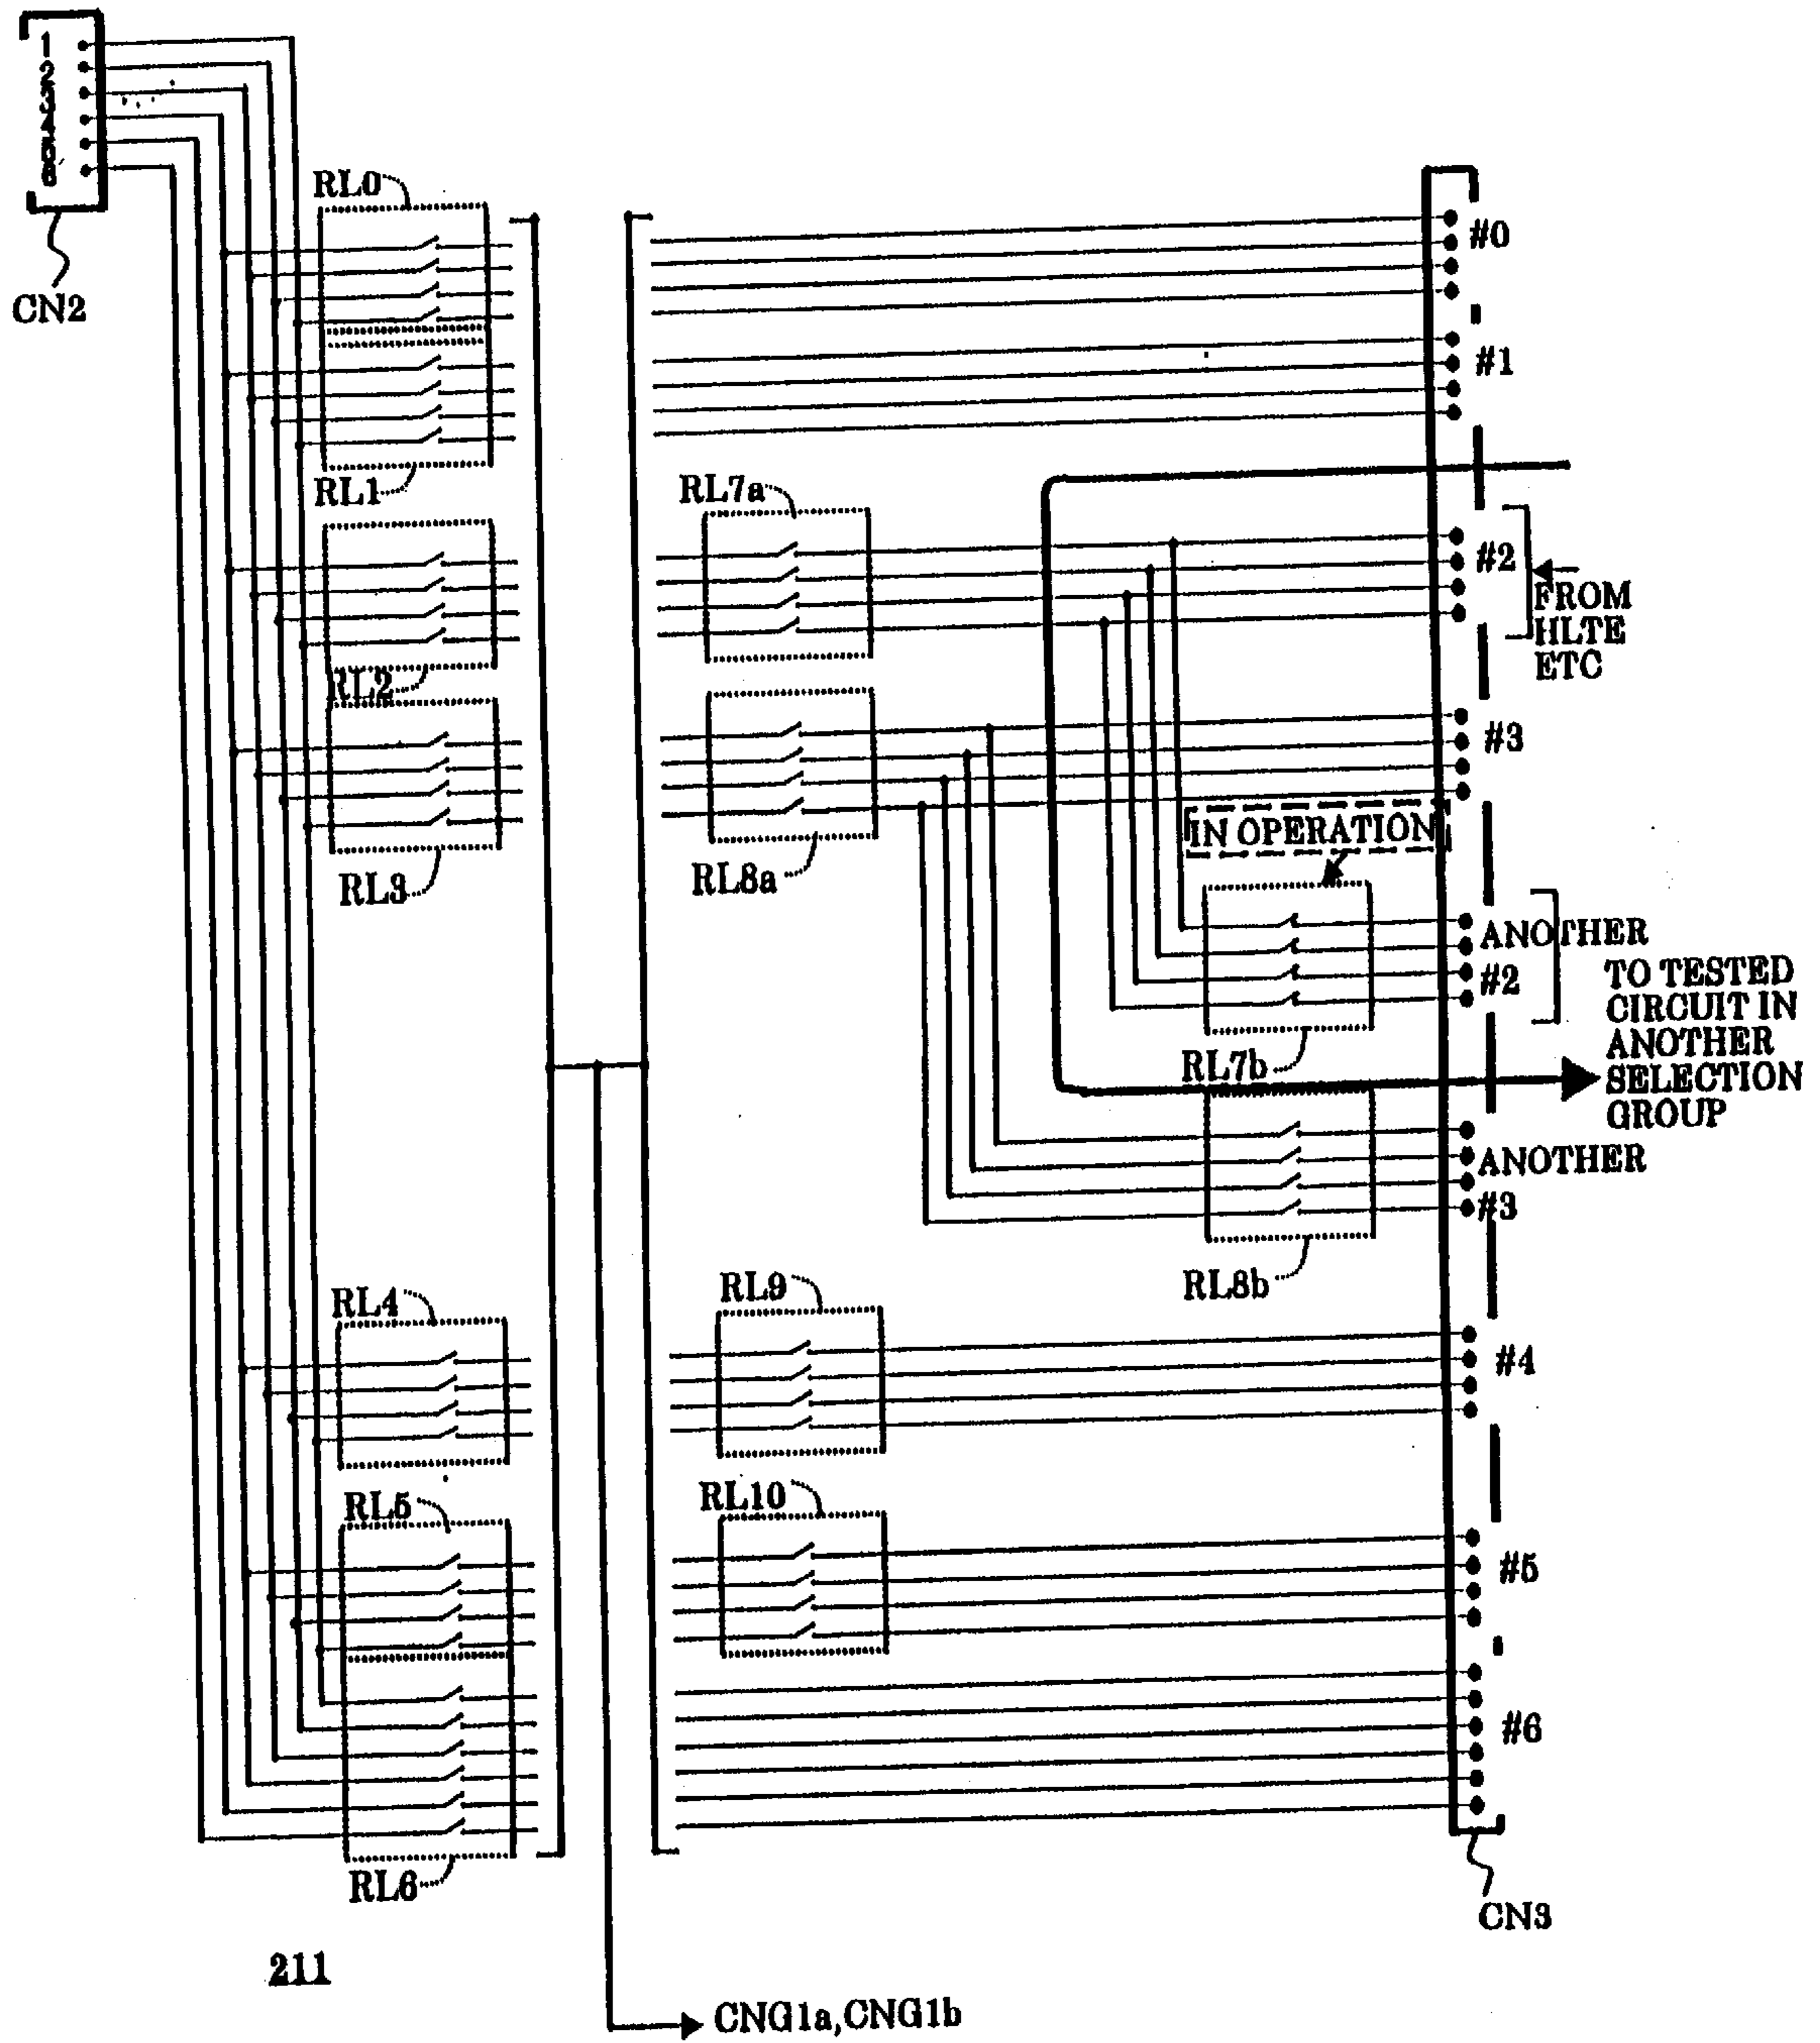 1
2
3
4
5
6
CN2
RL0
#0
#1
RL1
RL7a
#2
FROM
HLTE
ETC
RL2
#3
IN OPERATION
RL3
RL8a
ANOTHER
#2
TO TESTED
CIRCUIT IN
ANOTHER
SELECTION
GROUP
RL7b
ANOTHER
#3
RL8b
RL4
RL9
#4
RL5
RL10
#5
#6
RL6
CN3
211
CNG1a,CNG1b